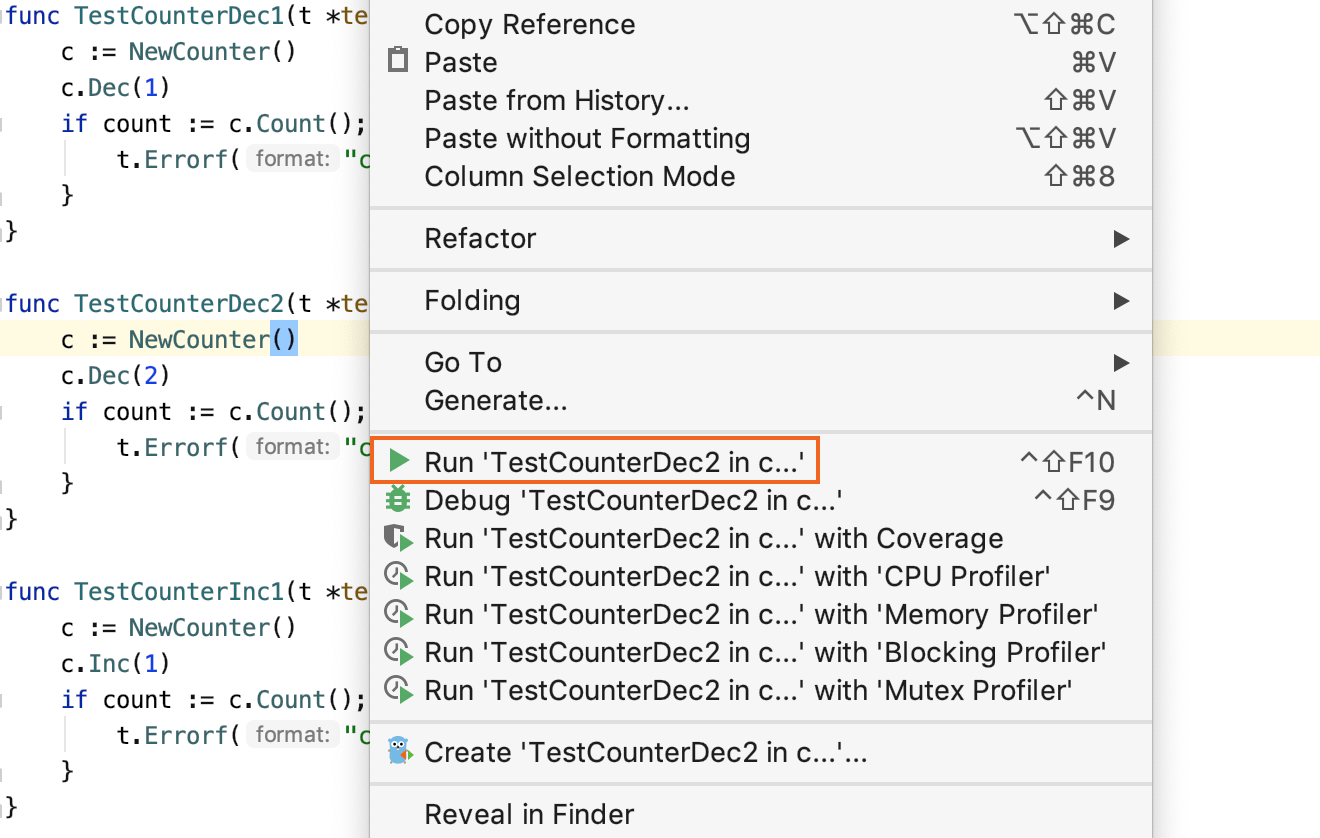 func TestCounterDec1(t *te
c := NewCounter()
c.Dec(1)
if count := c.Count();
t.Errorf( format: "c
}
}
func TestCounterDec2(t *te
c := NewCounter()
c.Dec(2)
if count := c.Count();
t.Errorf( format: "c
}
}
func TestCounterInc1(t *te
c := NewCounter()
c.Inc(1)
if count := c.Count();
t.Errorf( format: "c
}
}
Copy Reference ⌥⇧⌘C
Paste ⌘V
Paste from History... ⇧⌘V
Paste without Formatting ⌥⇧⌘V
Column Selection Mode ⇧⌘8
Refactor
Folding
Go To
Generate... ^N
Run 'TestCounterDec2 in c...' ^⇧F10
Debug 'TestCounterDec2 in c...' ^⇧F9
Run 'TestCounterDec2 in c...' with Coverage
Run 'TestCounterDec2 in c...' with 'CPU Profiler'
Run 'TestCounterDec2 in c...' with 'Memory Profiler'
Run 'TestCounterDec2 in c...' with 'Blocking Profiler'
Run 'TestCounterDec2 in c...' with 'Mutex Profiler'
Create 'TestCounterDec2 in c...'...
Reveal in Finder